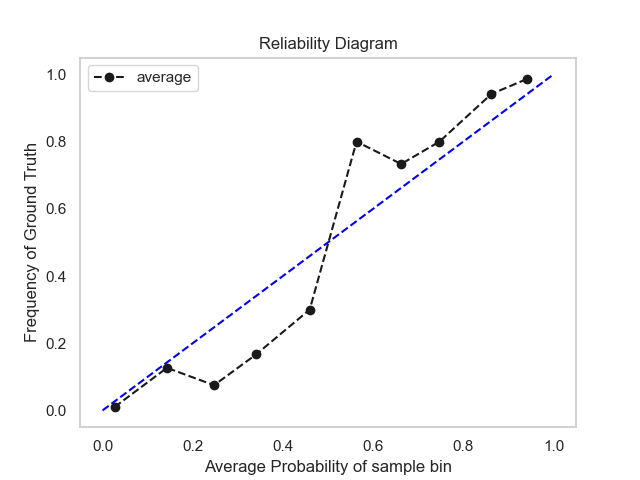 Reliability Diagram
average
1.0
0.8
0.6
0.4
0.2
0.0
Frequency of Ground Truth
0.0 0.2 0.4 0.6 0.8 1.0
Average Probability of sample bin